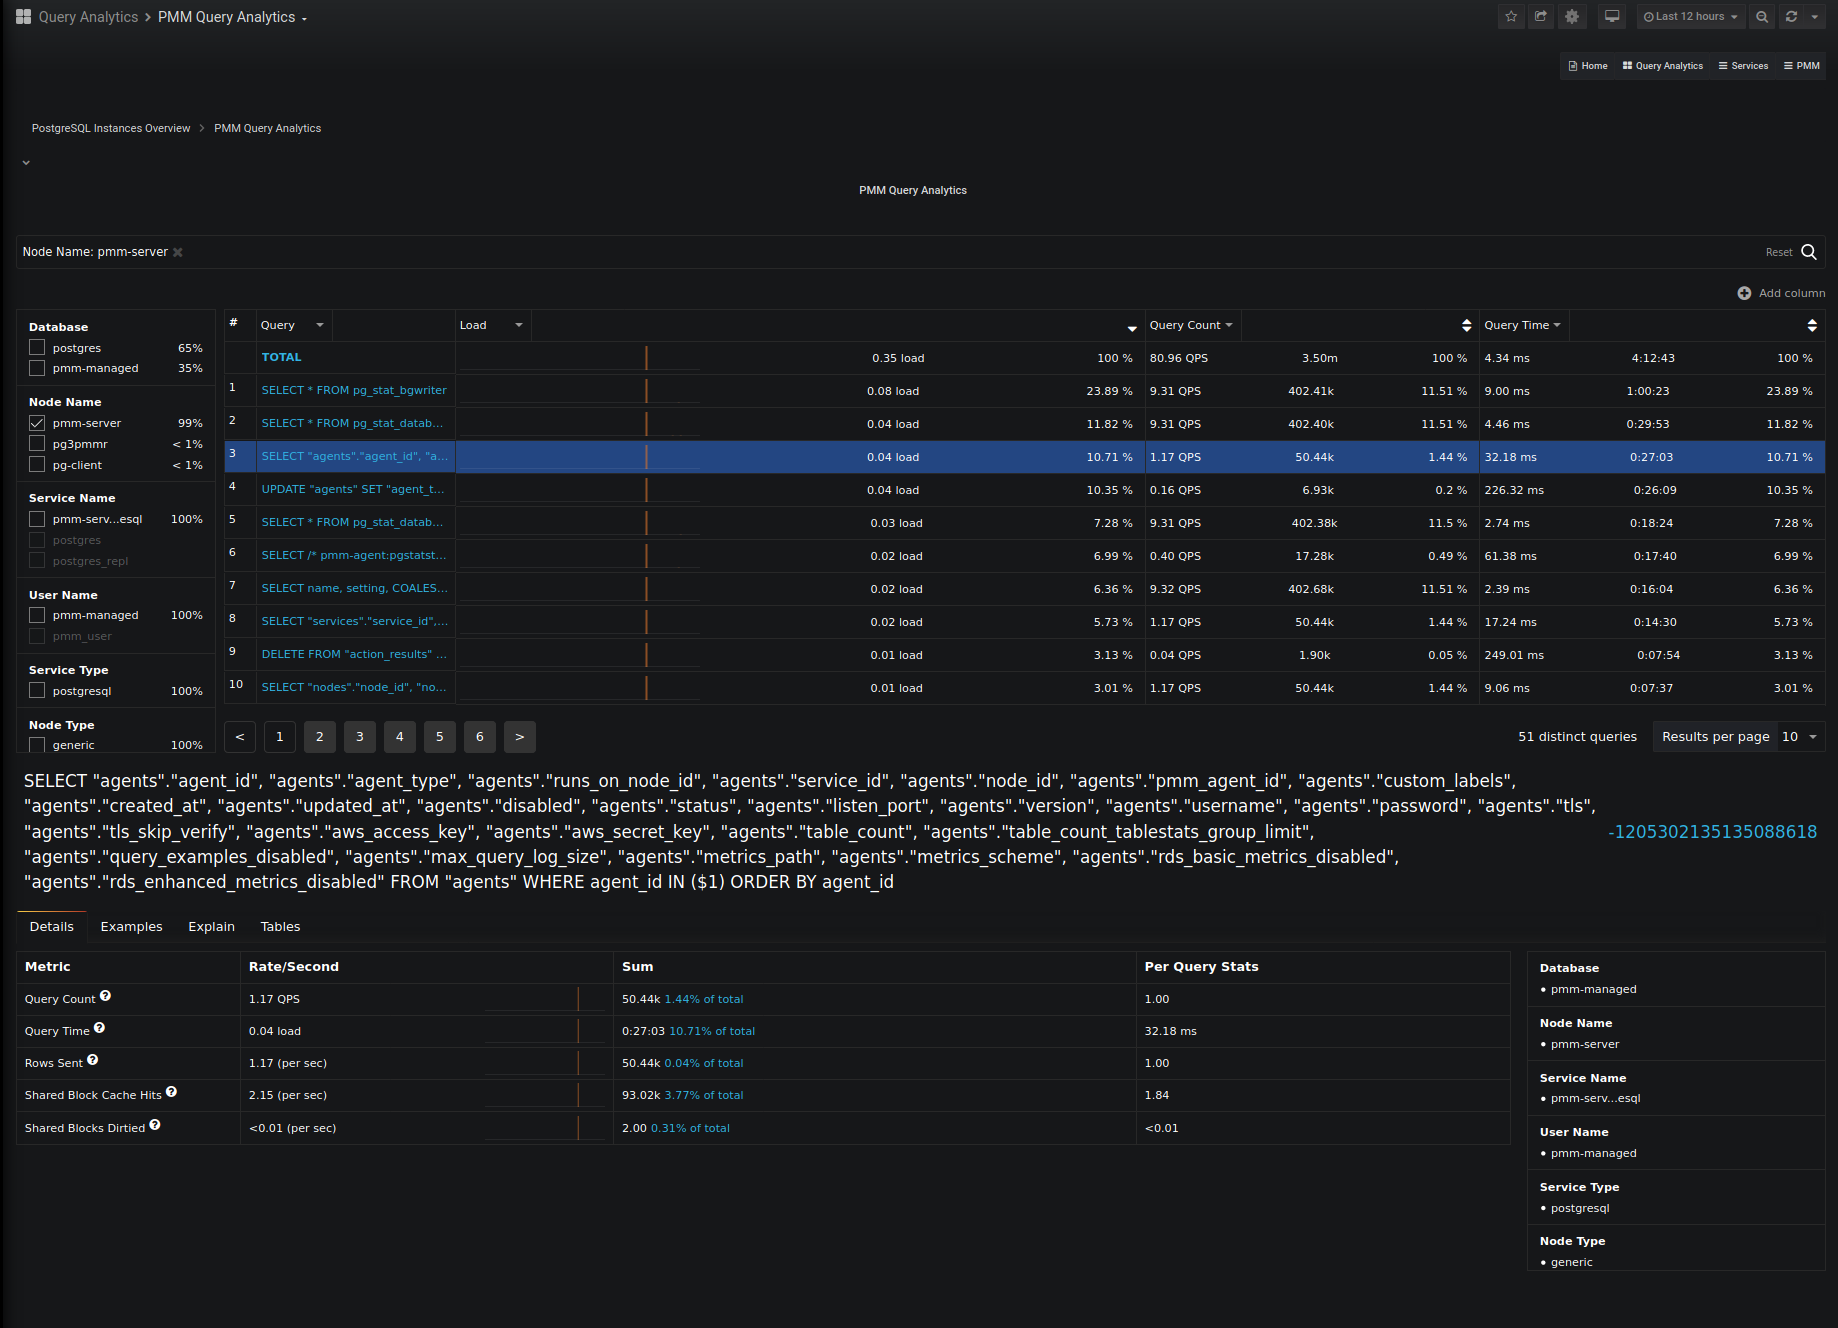 Query Analytics > PMM Query Analytics
Last 12 hours
Home Query Analytics Services PMM
PostgreSQL Instances Overview > PMM Query Analytics
PMM Query Analytics
Node Name: pmm-server
Reset
Add column
Database
postgres 65%
pmm-managed 35%
Node Name
pmm-server 99%
pg3pmmr < 1%
pg-client < 1%
Service Name
pmm-serv...esql 100%
postgres
postgres_repl
User Name
pmm-managed 100%
pmm_user
Service Type
postgresql 100%
Node Type
generic 100%
# Query Load Query Count Query Time
TOTAL 0.35 load 100 % 80.96 QPS 3.50m 100 % 4.34 ms 4:12:43 100 %
1 SELECT * FROM pg_stat_bgwriter 0.08 load 23.89 % 9.31 QPS 402.41k 11.51 % 9.00 ms 1:00:23 23.89 %
2 SELECT * FROM pg_stat_datab... 0.04 load 11.82 % 9.31 QPS 402.40k 11.51 % 4.46 ms 0:29:53 11.82 %
3 SELECT "agents"."agent_id", "a... 0.04 load 10.71 % 1.17 QPS 50.44k 1.44 % 32.18 ms 0:27:03 10.71 %
4 UPDATE "agents" SET "agent_t... 0.04 load 10.35 % 0.16 QPS 6.93k 0.2 % 226.32 ms 0:26:09 10.35 %
5 SELECT * FROM pg_stat_datab... 0.03 load 7.28 % 9.31 QPS 402.38k 11.5 % 2.74 ms 0:18:24 7.28 %
6 SELECT /* pmm-agent:pgstatst... 0.02 load 6.99 % 0.40 QPS 17.28k 0.49 % 61.38 ms 0:17:40 6.99 %
7 SELECT name, setting, COALES... 0.02 load 6.36 % 9.32 QPS 402.68k 11.51 % 2.39 ms 0:16:04 6.36 %
8 SELECT "services"."service_id",... 0.02 load 5.73 % 1.17 QPS 50.44k 1.44 % 17.24 ms 0:14:30 5.73 %
9 DELETE FROM "action_results" ... 0.01 load 3.13 % 0.04 QPS 1.90k 0.05 % 249.01 ms 0:07:54 3.13 %
10 SELECT "nodes"."node_id", "no... 0.01 load 3.01 % 1.17 QPS 50.44k 1.44 % 9.06 ms 0:07:37 3.01 %
< 1 2 3 4 5 6 > 51 distinct queries Results per page 10
SELECT "agents"."agent_id", "agents"."agent_type", "agents"."runs_on_node_id", "agents"."service_id", "agents"."node_id", "agents"."pmm_agent_id", "agents"."custom_labels",
"agents"."created_at", "agents"."updated_at", "agents"."disabled", "agents"."status", "agents"."listen_port", "agents"."version", "agents"."username", "agents"."password", "agents"."tls",
"agents"."tls_skip_verify", "agents"."aws_access_key", "agents"."aws_secret_key", "agents"."table_count", "agents"."table_count_tablestats_group_limit",
-1205302135135088618
"agents"."query_examples_disabled", "agents"."max_query_log_size", "agents"."metrics_path", "agents"."metrics_scheme", "agents"."rds_basic_metrics_disabled",
"agents"."rds_enhanced_metrics_disabled" FROM "agents" WHERE agent_id IN ($1) ORDER BY agent_id
Details Examples Explain Tables
Metric Rate/Second Sum Per Query Stats
Query Count ? 1.17 QPS 50.44k 1.44% of total 1.00
Query Time ? 0.04 load 0:27:03 10.71% of total 32.18 ms
Rows Sent ? 1.17 (per sec) 50.44k 0.04% of total 1.00
Shared Block Cache Hits ? 2.15 (per sec) 93.02k 3.77% of total 1.84
Shared Blocks Dirtied ? <0.01 (per sec) 2.00 0.31% of total <0.01
Database
• pmm-managed
Node Name
• pmm-server
Service Name
• pmm-serv...esql
User Name
• pmm-managed
Service Type
• postgresql
Node Type
• generic